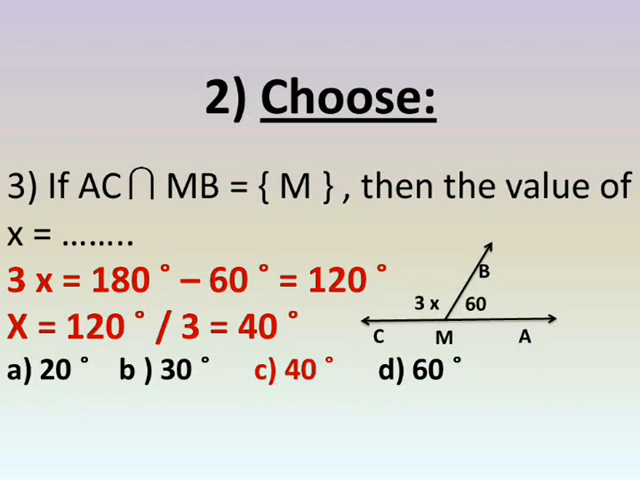 2) Choose:
3) If AC ∩ MB = { M } , then the value of
x = ........
3 x = 180 ˚ – 60 ˚ = 120 ˚
X = 120 ˚ / 3 = 40 ˚
a) 20 ˚ b ) 30 ˚ c) 40 ˚ d) 60 ˚
B
3 x 60
C M A